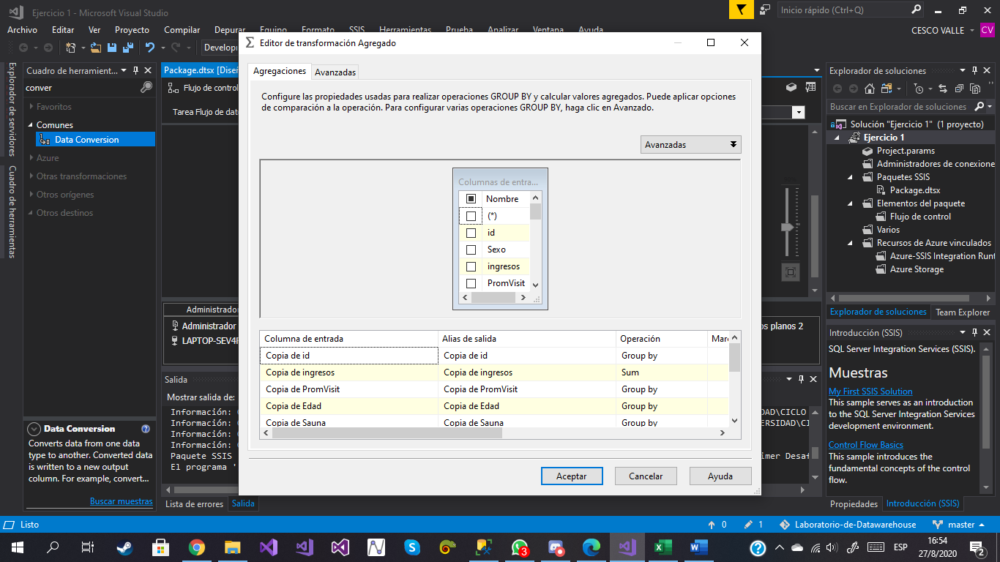 Ejercicio 1 - Microsoft Visual Studio
Inicio rápido (Ctrl+Q)
Archivo Editar Ver Proyecto Compilar Depurar Equipo Formato SSIS Herramientas Prueba Analizar Ventana Ayuda
CESCO VALLE CV
Developi
Explorador de servidores
Cuadro de herramientas
Cuadro de herramient...
conver
Favoritos
Comunes
Data Conversion
Azure
Otras transformaciones
Otros orígenes
Otros destinos
Data Conversion
Converts data from one data
type to another. Converted data
is written to a new output
column. For example, convert...
Buscar muestras
Package.dtsx [Diseñ
Flujo de control
Tarea Flujo de dat
Administrador
Administrador
LAPTOP-SEV4
os planos 2
Salida
Mostrar salida de:
Información:
Información:
Información:
Información:
Paquete SSIS
El programa '
DAD\CICLO
ERSIDAD\CI
imer Desaf
Lista de errores Salida
Editor de transformación Agregado
Agregaciones Avanzadas
Configure las propiedades usadas para realizar operaciones GROUP BY y calcular valores agregados. Puede aplicar opciones
de comparación a la operación. Para configurar varias operaciones GROUP BY, haga clic en Avanzado.
Avanzadas
Columnas de entra...
Nombre
(*)
id
Sexo
ingresos
PromVisit
Columna de entrada Alias de salida Operación Marc
Copia de id Copia de id Group by
Copia de ingresos Copia de ingresos Sum
Copia de PromVisit Copia de PromVisit Group by
Copia de Edad Copia de Edad Group by
Copia de Sauna Copia de Sauna Group by
Aceptar Cancelar Ayuda
Explorador de soluciones
Buscar en Explorador de soluciones
Solución "Ejercicio 1" (1 proyecto)
Ejercicio 1
Project.params
Administradores de conexione
Paquetes SSIS
Package.dtsx
Elementos del paquete
Flujo de control
Varios
Recursos de Azure vinculados
Azure-SSIS Integration Runt
Azure Storage
Explorador de soluciones Team Explorer
Introducción (SSIS)
SQL Server Integration Services (SSIS).
Muestras
My First SSIS Solution
This sample serves as an introduction
to the SQL Server Integration Services
development environment.
Control Flow Basics
This sample introduces the
fundamental concepts of the control
flow.
Propiedades Introducción (SSIS)
Listo
0 1 Laboratorio-de-Datawarehouse master
3
ESP
16:54
27/8/2020
2